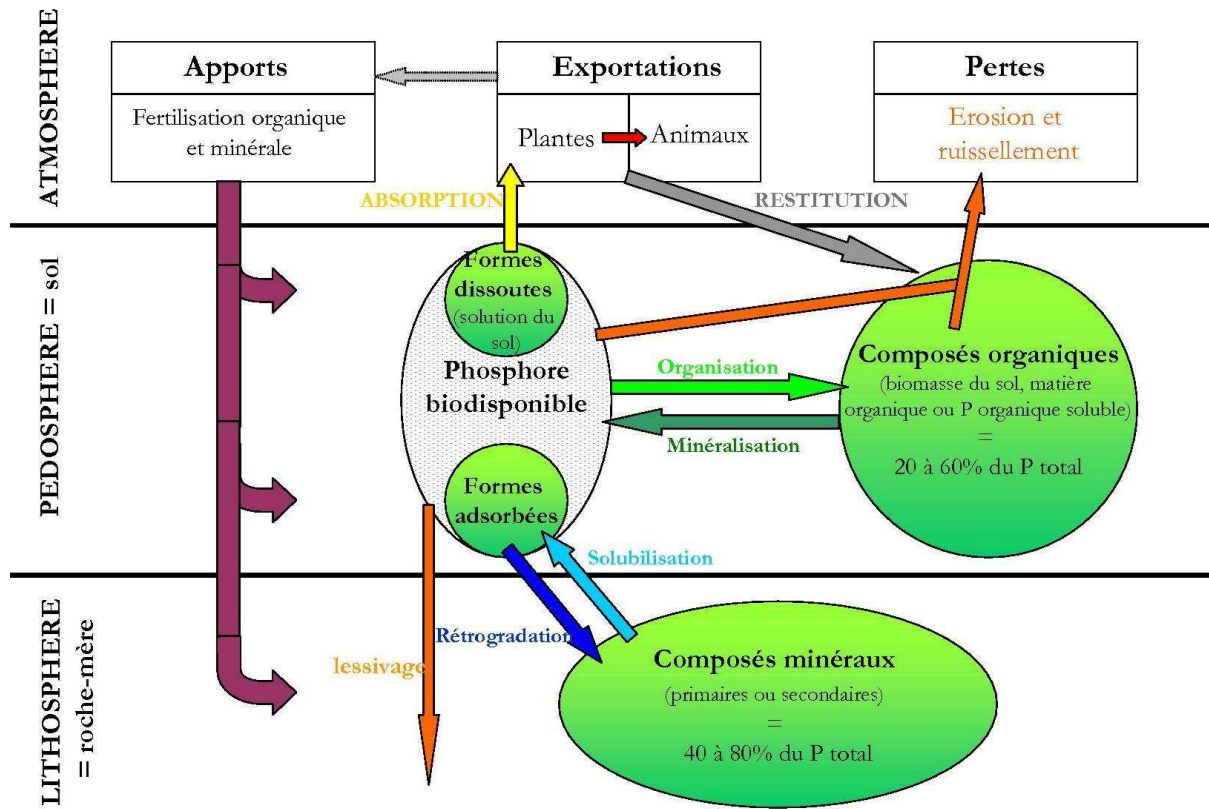 ATMOSPHERE
Apports
Fertilisation organique
et minérale
Exportations
Plantes
Animaux
Pertes
Erosion et
ruissellement
ABSORPTION
RESTITUTION
PEDOSPHERE = sol
Formes
dissoutes
(solution du
sol)
Phosphore
biodisponible
Formes
adsorbées
Organisation
Minéralisation
Composés organiques
(biomasse du sol, matière
organique ou P organique soluble)
=
20 à 60% du P total
Solubilisation
LITHOSPHERE
= roche-mère
lessivage
Rétrogradation
Composés minéraux
(primaires ou secondaires)
=
40 à 80% du P total